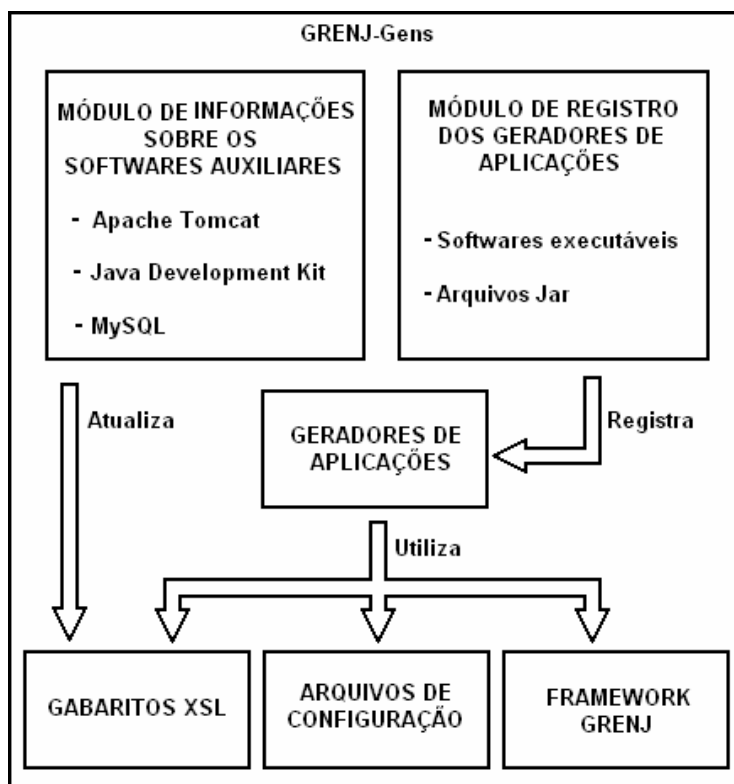 GRENJ-Gens
MÓDULO DE INFORMAÇÕES
SOBRE OS
SOFTWARES AUXILIARES
- Apache Tomcat
- Java Development Kit
- MySQL
MÓDULO DE REGISTRO
DOS GERADORES DE
APLICAÇÕES
- Softwares executáveis
- Arquivos Jar
Atualiza
GERADORES DE
APLICAÇÕES
Registra
Utiliza
GABARITOS XSL
ARQUIVOS DE
CONFIGURAÇÃO
FRAMEWORK
GRENJ